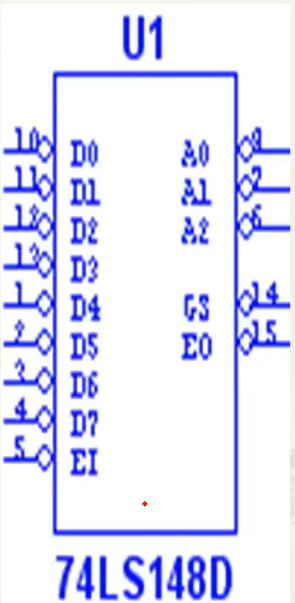 U1
10 D0 A0 9
11 D1 A1 7
12 D2 A2 6
13 D3
1 D4 GS 14
2 D5 EO 15
3 D6
4 D7
5 EI
74LS148D